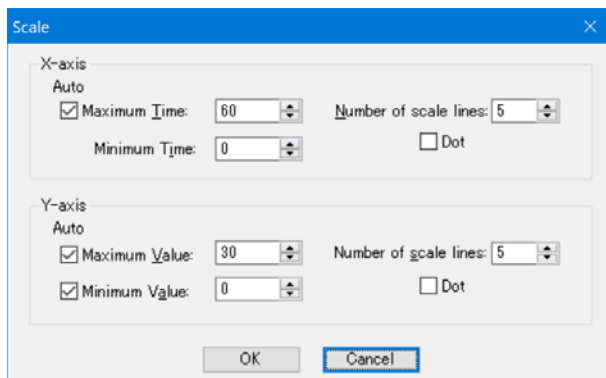 Scale
X-axis
Auto
Maximum Time: 60 Number of scale lines: 5
Minimum Time: 0 Dot
Y-axis
Auto
Maximum Value: 30 Number of scale lines: 5
Minimum Value: 0 Dot
OK Cancel